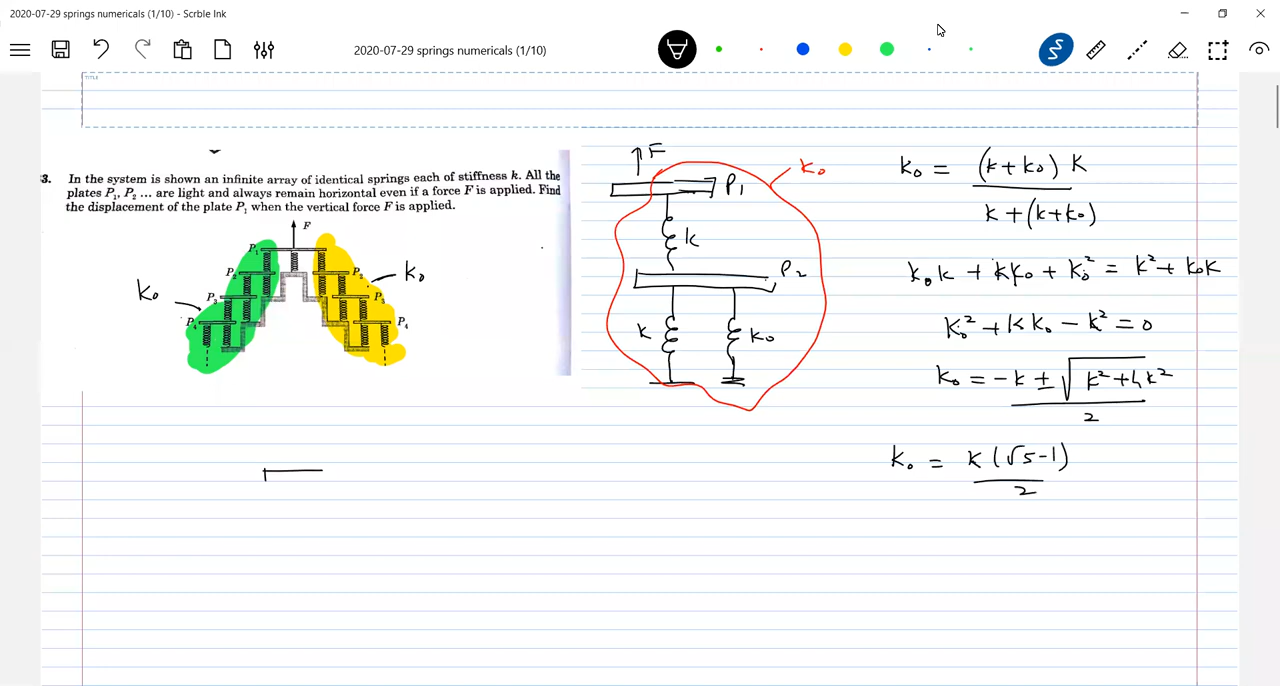 2020-07-29 springs numericals (1/10) - Scrble Ink
2020-07-29 springs numericals (1/10)
TITLE
3. In the system is shown an infinite array of identical springs each of stiffness k. All the
plates P₁, P₂ ... are light and always remain horizontal even if a force F is applied. Find
the displacement of the plate P₁ when the vertical force F is applied.
F
P₁
P₂ P₂
P₃ P₃
P₄ P₄
k₀
k₀
↑F
P₁
k₀
k
P₂
k k₀
k₀ = (k+k₀) k / k+(k+k₀)
k₀k + kk₀ + k₀² = k² + k₀k
k₀² + kk₀ - k² = 0
k₀ = -k ± √(k² + 4k²) / 2
k₀ = k(√5-1) / 2